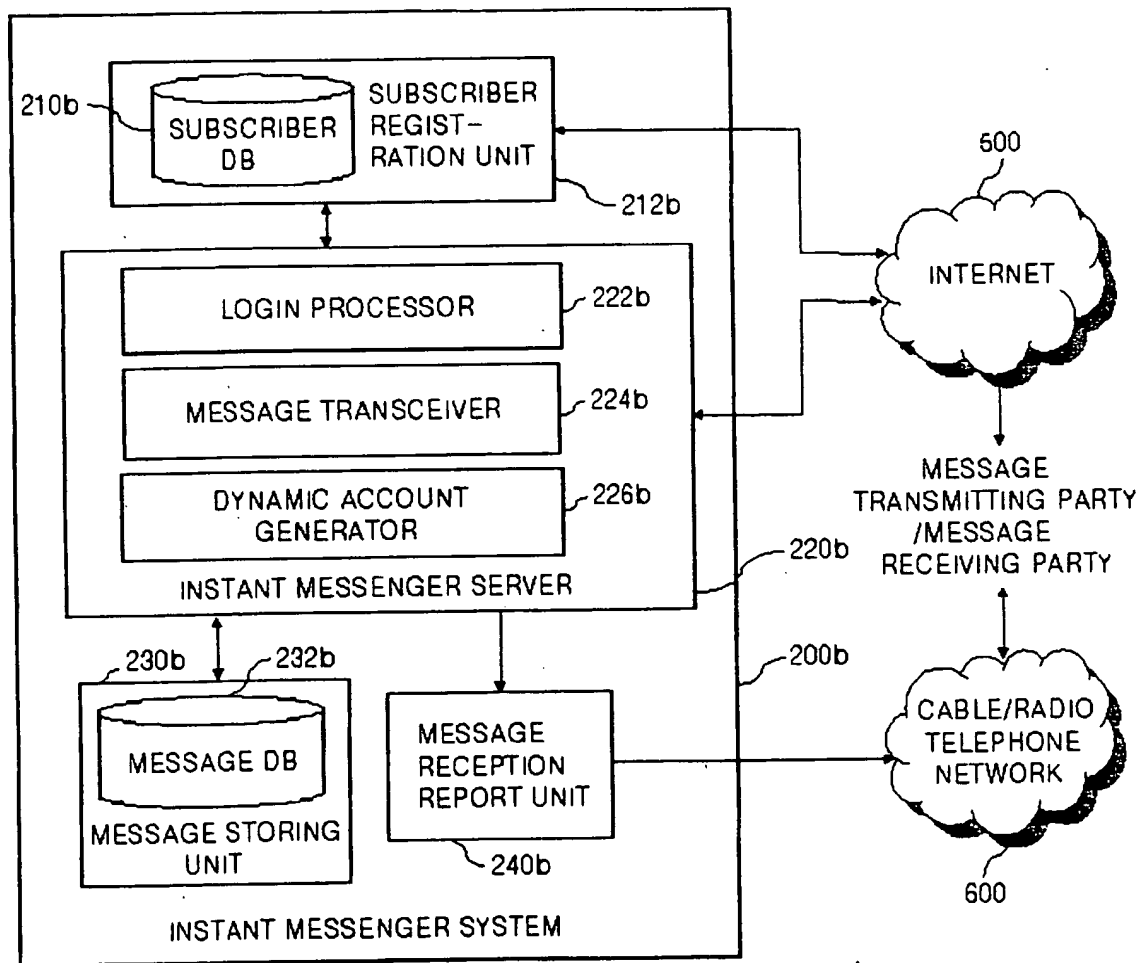 210b
SUBSCRIBER
DB
SUBSCRIBER
REGIST-
RATION UNIT
212b
LOGIN PROCESSOR
222b
MESSAGE TRANSCEIVER
224b
DYNAMIC ACCOUNT
GENERATOR
226b
INSTANT MESSENGER SERVER
220b
230b
232b
MESSAGE DB
MESSAGE STORING
UNIT
MESSAGE
RECEPTION
REPORT UNIT
240b
200b
INSTANT MESSENGER SYSTEM
500
INTERNET
MESSAGE
TRANSMITTING PARTY
/MESSAGE
RECEIVING PARTY
CABLE/RADIO
TELEPHONE
NETWORK
600